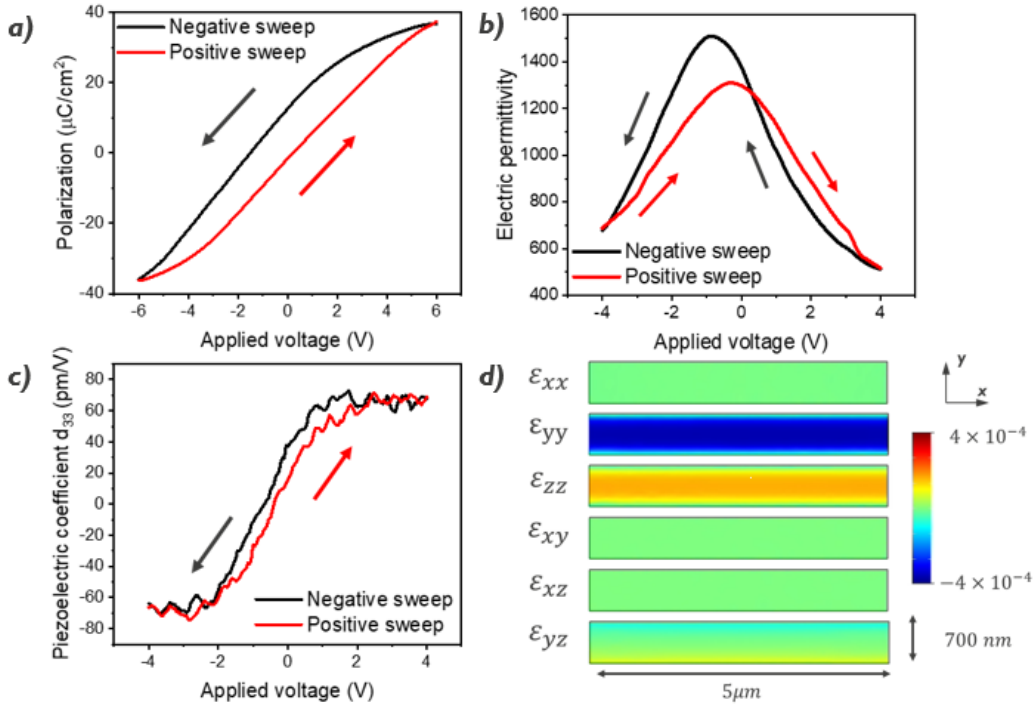 a)
Polarization (μC/cm²)
40
20
0
-20
-40
Negative sweep
Positive sweep
-6
-4
-2
0
2
4
6
Applied voltage (V)
b)
Electric permittivity
1600
1400
1200
1000
800
600
400
Negative sweep
Positive sweep
-4
-2
0
2
4
Applied voltage (V)
c)
Piezoelectric coefficient d₃₃ (pm/V)
80
60
40
20
0
-20
-40
-60
-80
Negative sweep
Positive sweep
-4
-2
0
2
4
Applied voltage (V)
d)
εxx
εyy
εzz
εxy
εxz
εyz
y
x
4 × 10⁻⁴
−4 × 10⁻⁴
700 nm
5μm